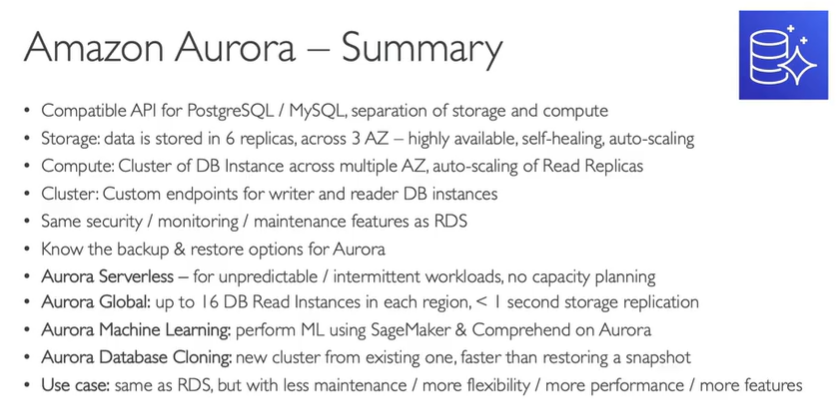 Amazon Aurora – Summary
• Compatible API for PostgreSQL / MySQL, separation of storage and compute
• Storage: data is stored in 6 replicas, across 3 AZ – highly available, self-healing, auto-scaling
• Compute: Cluster of DB Instance across multiple AZ, auto-scaling of Read Replicas
• Cluster: Custom endpoints for writer and reader DB instances
• Same security / monitoring / maintenance features as RDS
• Know the backup & restore options for Aurora
• Aurora Serverless – for unpredictable / intermittent workloads, no capacity planning
• Aurora Global: up to 16 DB Read Instances in each region, < 1 second storage replication
• Aurora Machine Learning: perform ML using SageMaker & Comprehend on Aurora
• Aurora Database Cloning: new cluster from existing one, faster than restoring a snapshot
• Use case: same as RDS, but with less maintenance / more flexibility / more performance / more features